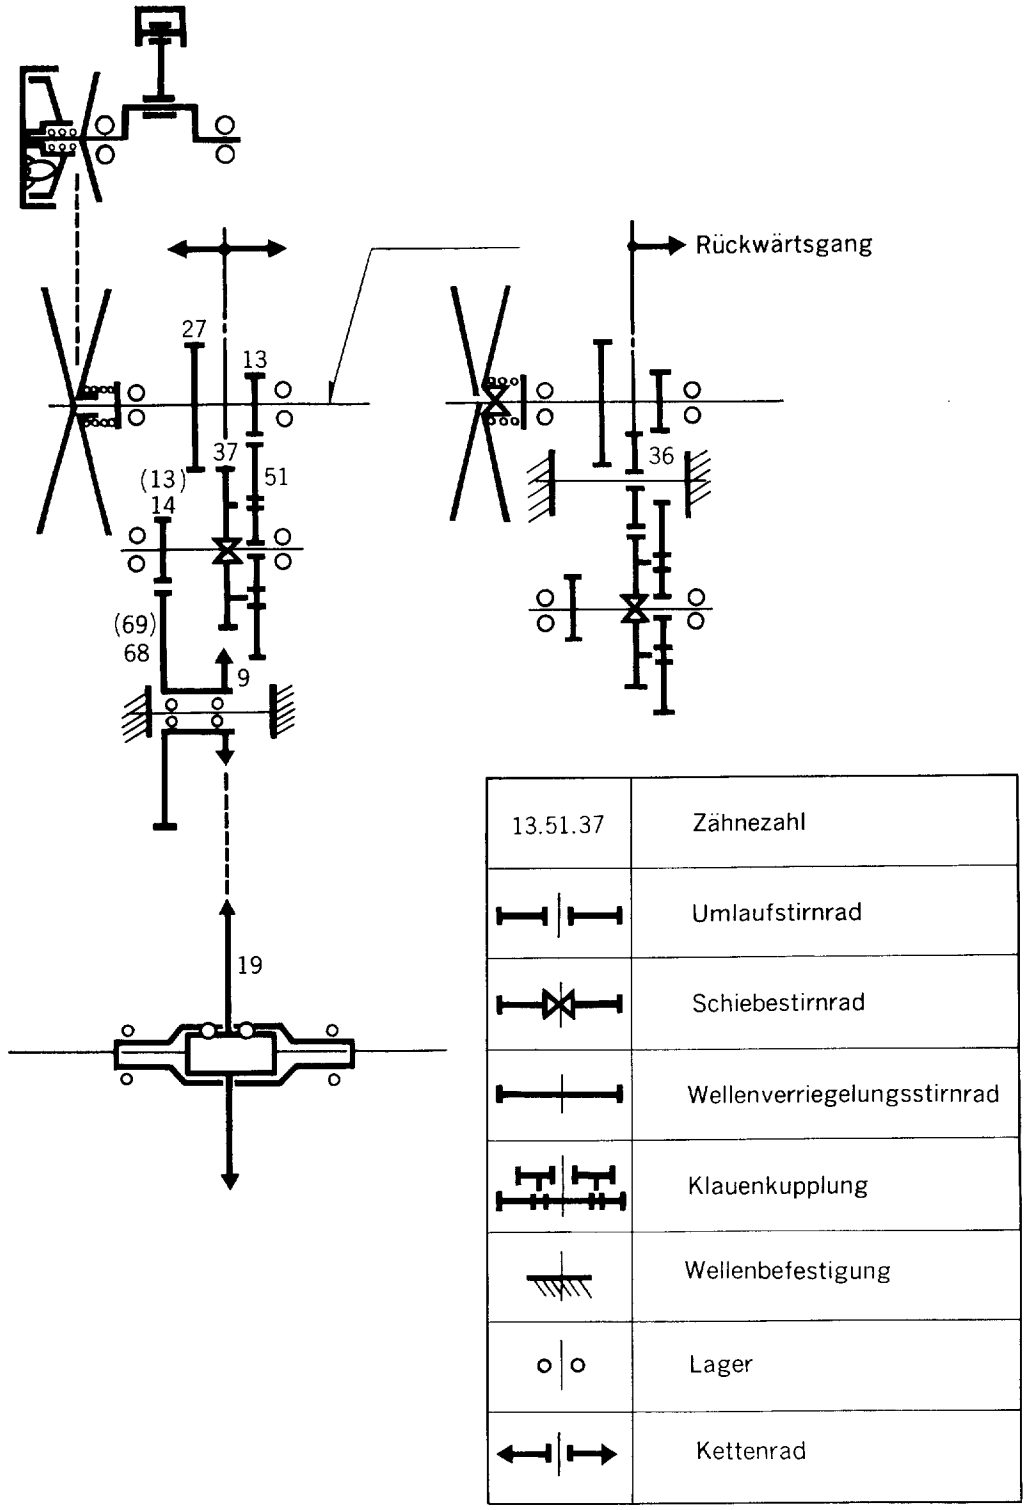 Rückwärtsgang
27
13
37
36
(13)
14
51
(69)
68
9
19
13.51.37 Zähnezahl
Umlaufstirnrad
Schiebestirnrad
Wellenverriegelungsstirnrad
Klauenkupplung
Wellenbefestigung
Lager
Kettenrad